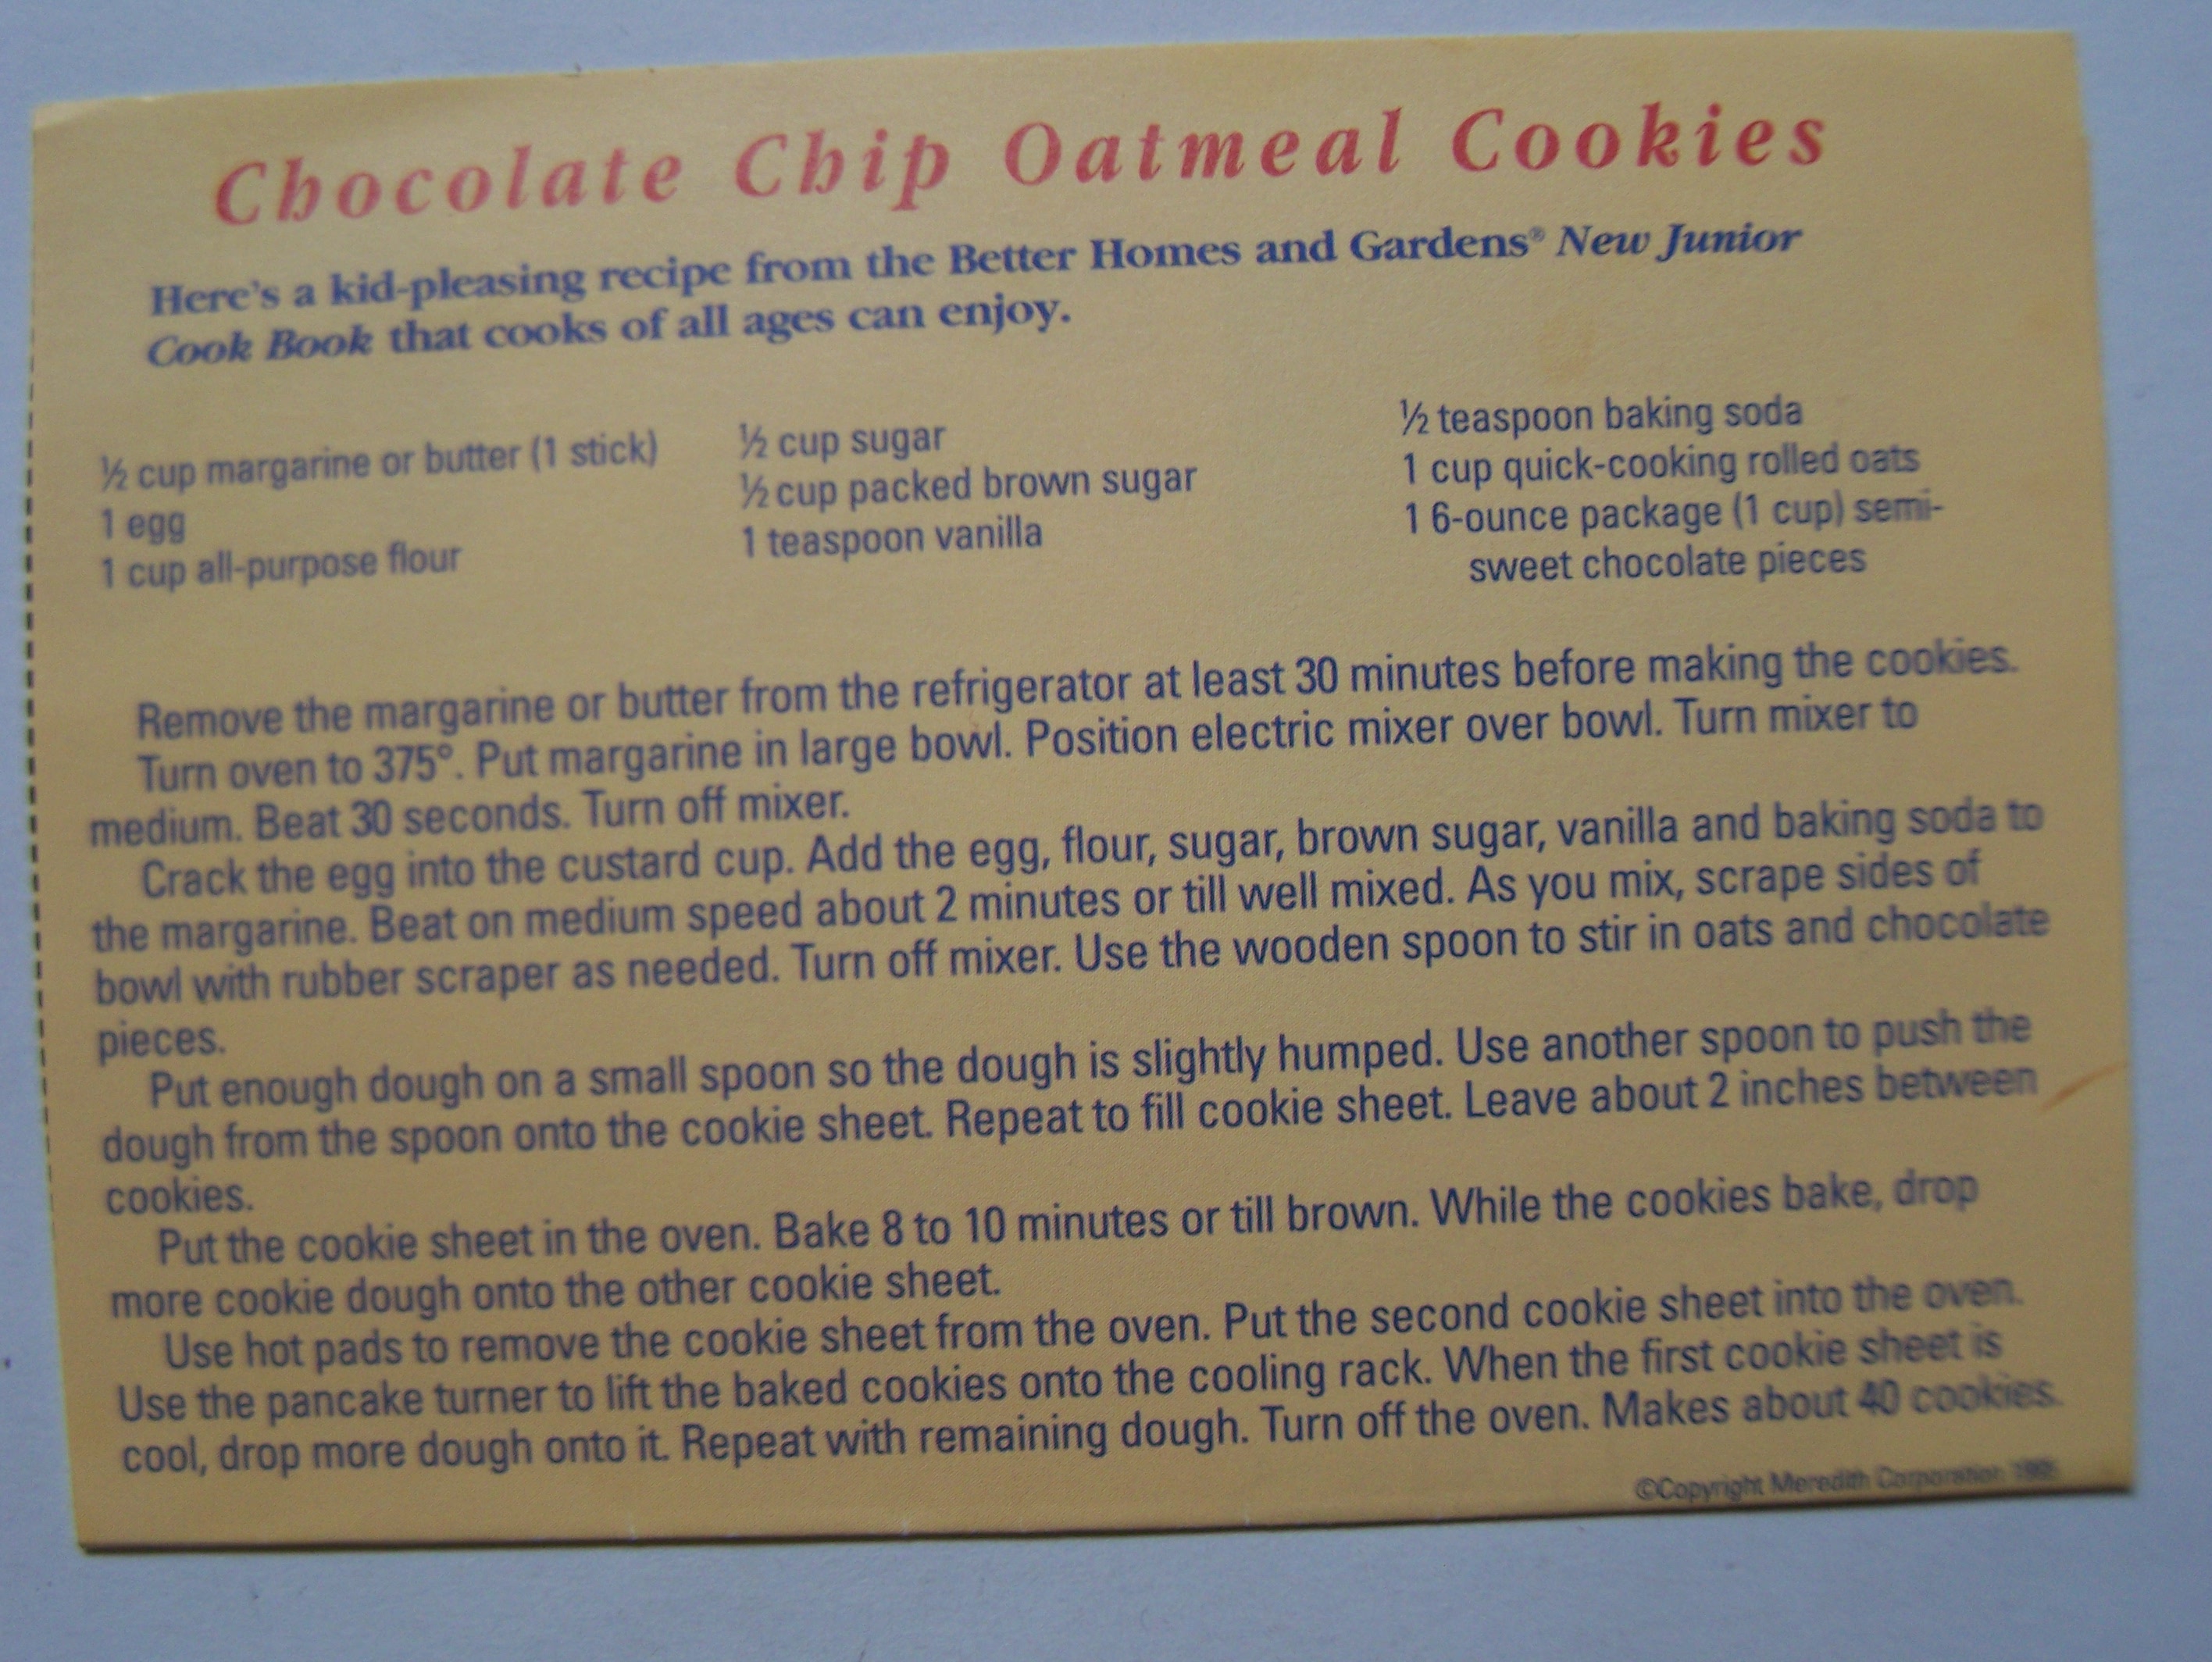 Chocolate Chip Oatmeal Cookies
Here's a kid-pleasing recipe from the Better Homes and Gardens® New Junior
Cook Book that cooks of all ages can enjoy.
½ cup margarine or butter (1 stick)
1 egg
1 cup all-purpose flour
½ cup sugar
½ cup packed brown sugar
1 teaspoon vanilla
½ teaspoon baking soda
1 cup quick-cooking rolled oats
1 6-ounce package (1 cup) semi-
sweet chocolate pieces
Remove the margarine or butter from the refrigerator at least 30 minutes before making the cookies.
Turn oven to 375°. Put margarine in large bowl. Position electric mixer over bowl. Turn mixer to
medium. Beat 30 seconds. Turn off mixer.
Crack the egg into the custard cup. Add the egg, flour, sugar, brown sugar, vanilla and baking soda to
the margarine. Beat on medium speed about 2 minutes or till well mixed. As you mix, scrape sides of
bowl with rubber scraper as needed. Turn off mixer. Use the wooden spoon to stir in oats and chocolate
pieces.
Put enough dough on a small spoon so the dough is slightly humped. Use another spoon to push the
dough from the spoon onto the cookie sheet. Repeat to fill cookie sheet. Leave about 2 inches between
cookies.
Put the cookie sheet in the oven. Bake 8 to 10 minutes or till brown. While the cookies bake, drop
more cookie dough onto the other cookie sheet.
Use hot pads to remove the cookie sheet from the oven. Put the second cookie sheet into the oven.
Use the pancake turner to lift the baked cookies onto the cooling rack. When the first cookie sheet is
cool, drop more dough onto it. Repeat with remaining dough. Turn off the oven. Makes about 40 cookies.
©Copyright Meredith Corporation